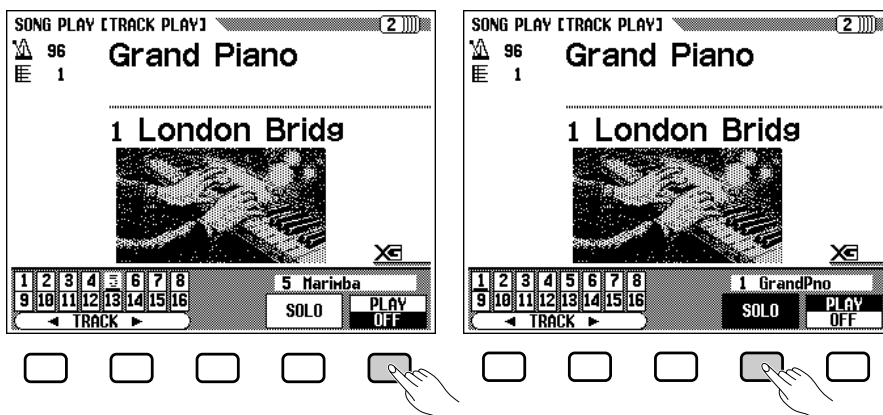 SONG PLAY [TRACK PLAY]
2
96
Grand Piano
1
1 London Bridg
XG
1 2 3 4 5 6 7 8
5 Marimba
9 10 11 12 13 14 15 16
SOLO
PLAY
OFF
◄ TRACK ►
SONG PLAY [TRACK PLAY]
2
96
Grand Piano
1
1 London Bridg
XG
1 2 3 4 5 6 7 8
1 GrandPno
9 10 11 12 13 14 15 16
SOLO
PLAY
OFF
◄ TRACK ►